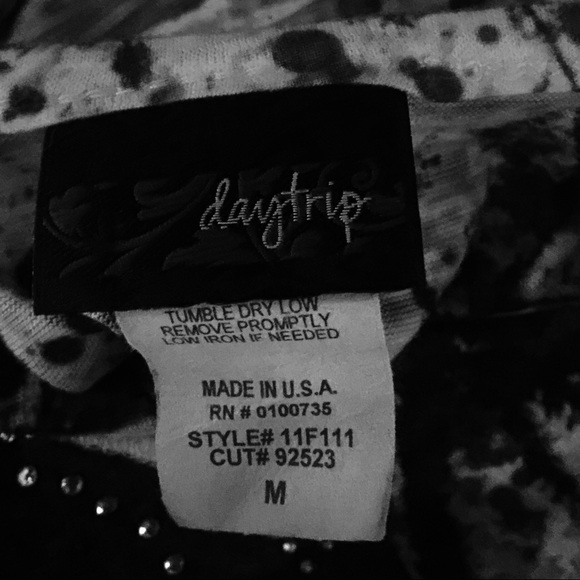 daytrip
TUMBLE DRY LOW
REMOVE PROMPTLY
LOW IRON IF NEEDED
MADE IN U.S.A.
RN # 0100735
STYLE# 11F111
CUT# 92523
M